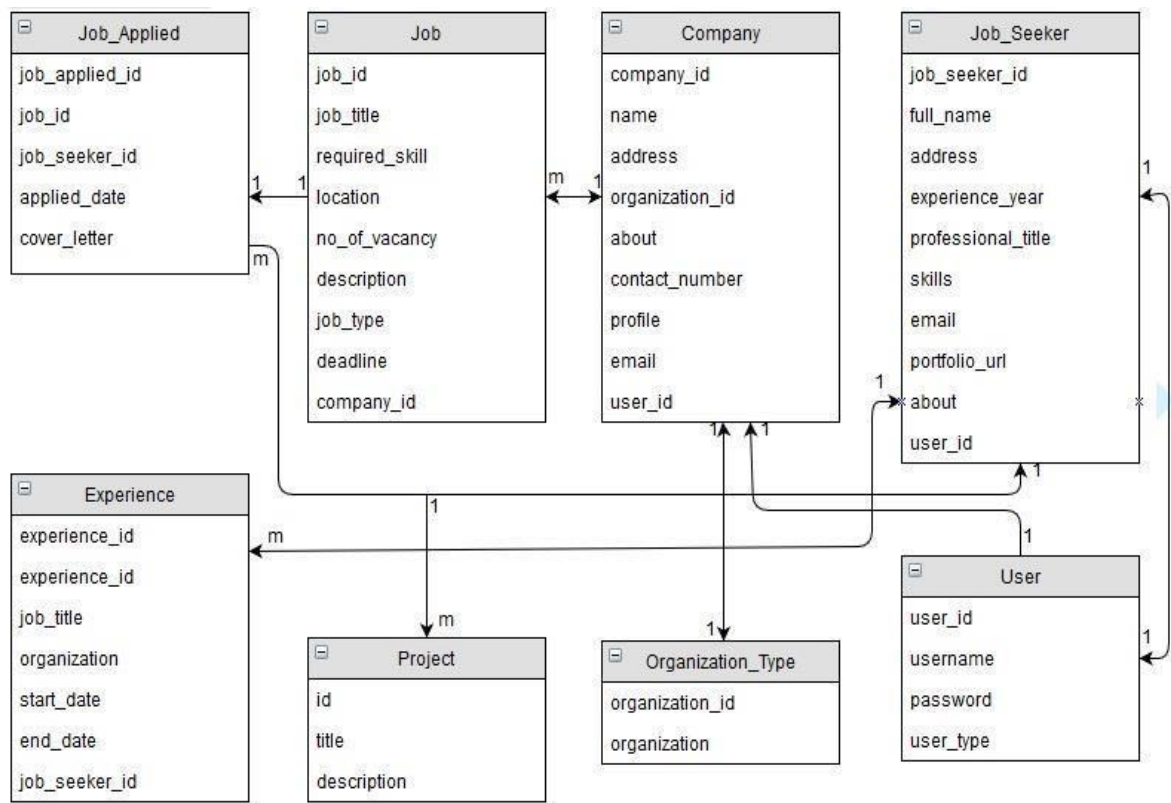 Job_Applied
job_applied_id
job_id
job_seeker_id
applied_date
cover_letter
Job
job_id
job_title
required_skill
location
no_of_vacancy
description
job_type
deadline
company_id
Company
company_id
name
address
organization_id
about
contact_number
profile
email
user_id
Job_Seeker
job_seeker_id
full_name
address
experience_year
professional_title
skills
email
portfolio_url
about
user_id
1
1
m
1
1
m
1
1
1
1
1
m
1
m
1
1
1
Experience
experience_id
experience_id
job_title
organization
start_date
end_date
job_seeker_id
Project
id
title
description
Organization_Type
organization_id
organization
User
user_id
username
password
user_type